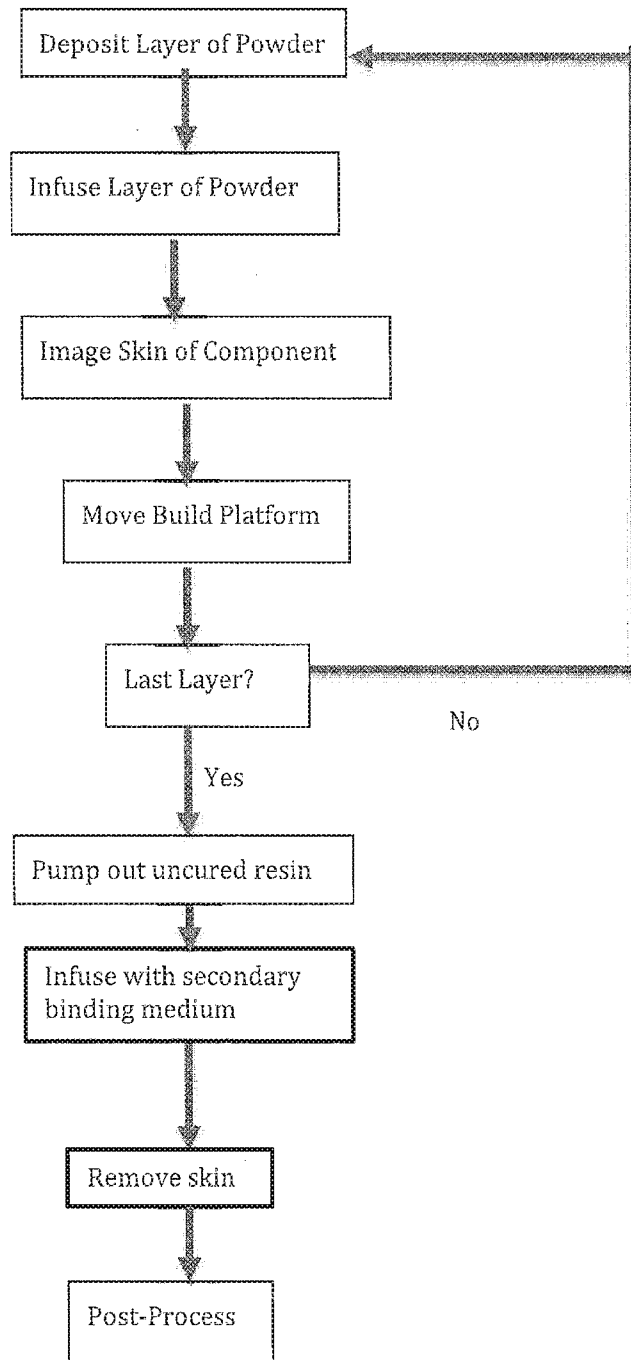 Deposit Layer of Powder
Infuse Layer of Powder
Image Skin of Component
Move Build Platform
Last Layer?
No
Yes
Pump out uncured resin
Infuse with secondary
binding medium
Remove skin
Post-Process